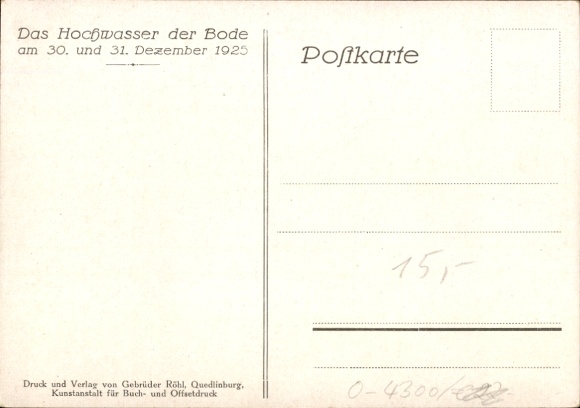 Das Hochwasser der Bode
am 30. und 31. Dezember 1925
Postkarte
15,-
Druck und Verlag von Gebrüder Röhl, Quedlinburg,
Kunstanstalt für Buch- und Offsetdruck
0-4300/